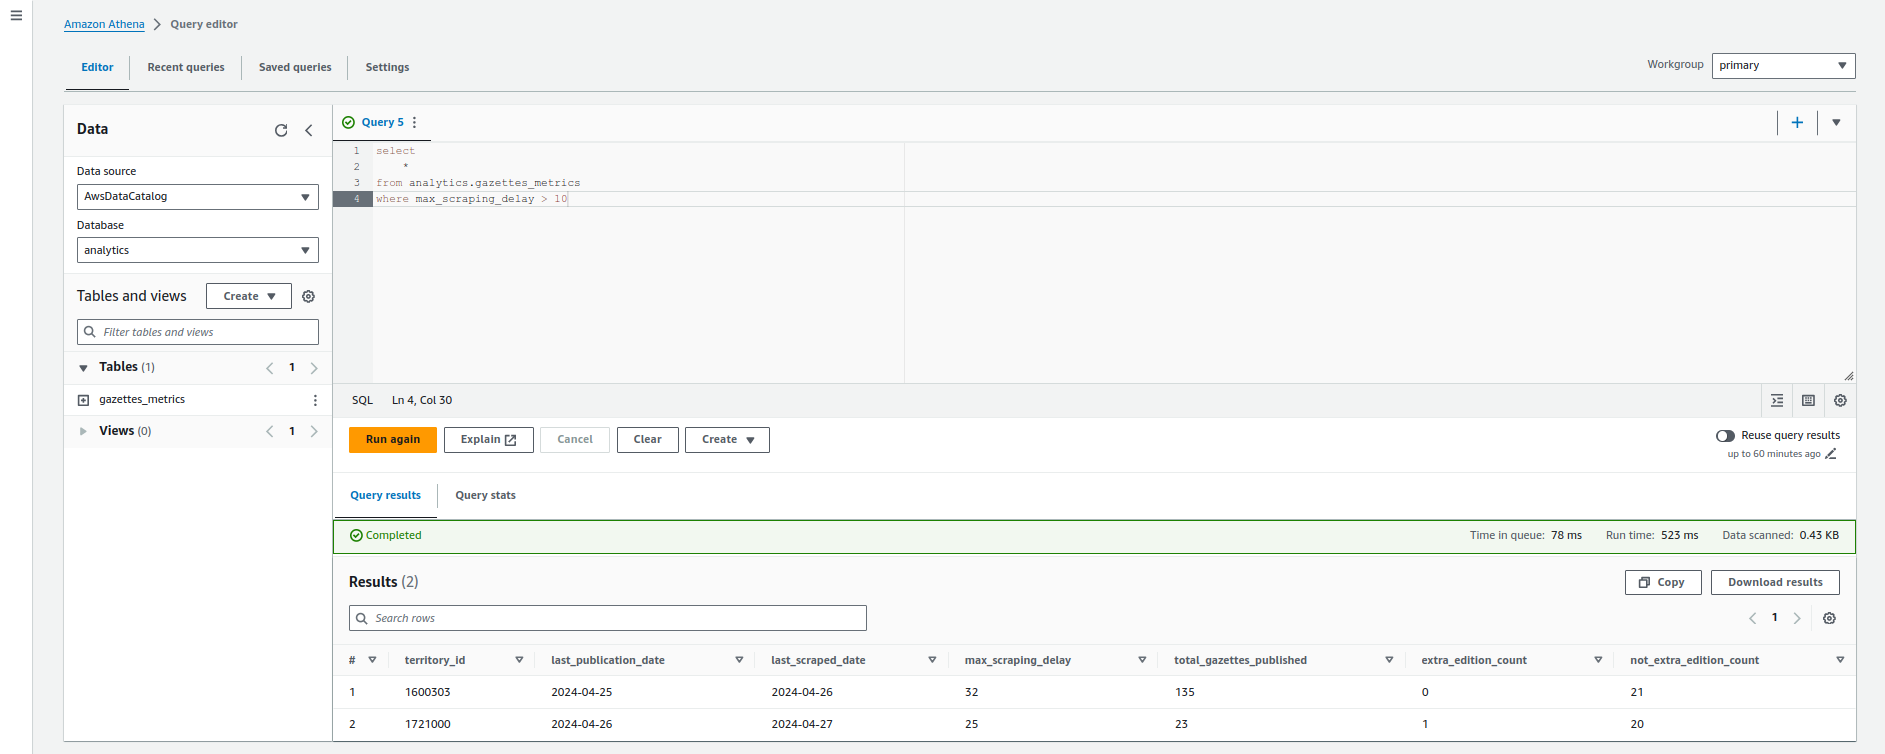 Amazon Athena > Query editor
Editor Recent queries Saved queries Settings
Workgroup primary
Data
Data source
AwsDataCatalog
Database
analytics
Tables and views Create
Filter tables and views
Tables (1) 1
gazettes_metrics
Views (0) 1
Query 5
1 select
2 *
3 from analytics.gazettes_metrics
4 where max_scraping_delay > 10
SQL Ln 4, Col 30
Run again Explain Cancel Clear Create
Reuse query results
up to 60 minutes ago
Query results Query stats
Completed Time in queue: 78 ms Run time: 523 ms Data scanned: 0.43 KB
Results (2) Copy Download results
Search rows 1
# territory_id last_publication_date last_scraped_date max_scraping_delay total_gazettes_published extra_edition_count not_extra_edition_count
1 1600303 2024-04-25 2024-04-26 32 135 0 21
2 1721000 2024-04-26 2024-04-27 25 23 1 20